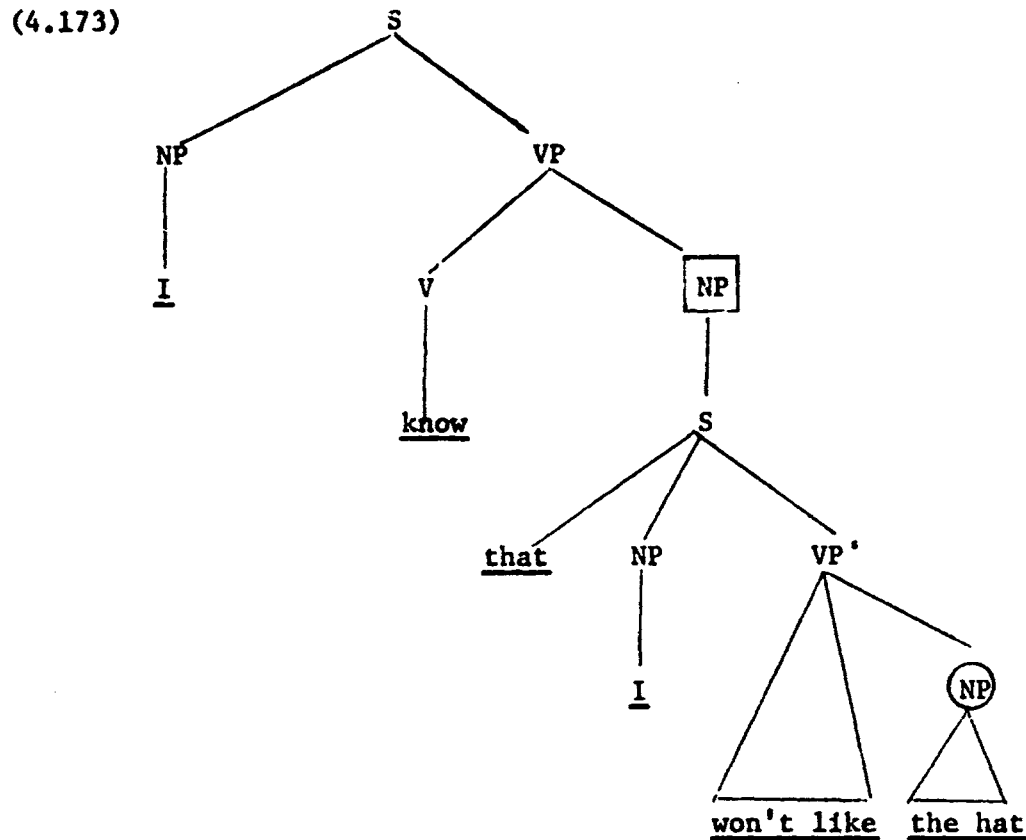 (4.173) S
NP VP
I V NP
know S
that NP VP
I NP
won't like the hat